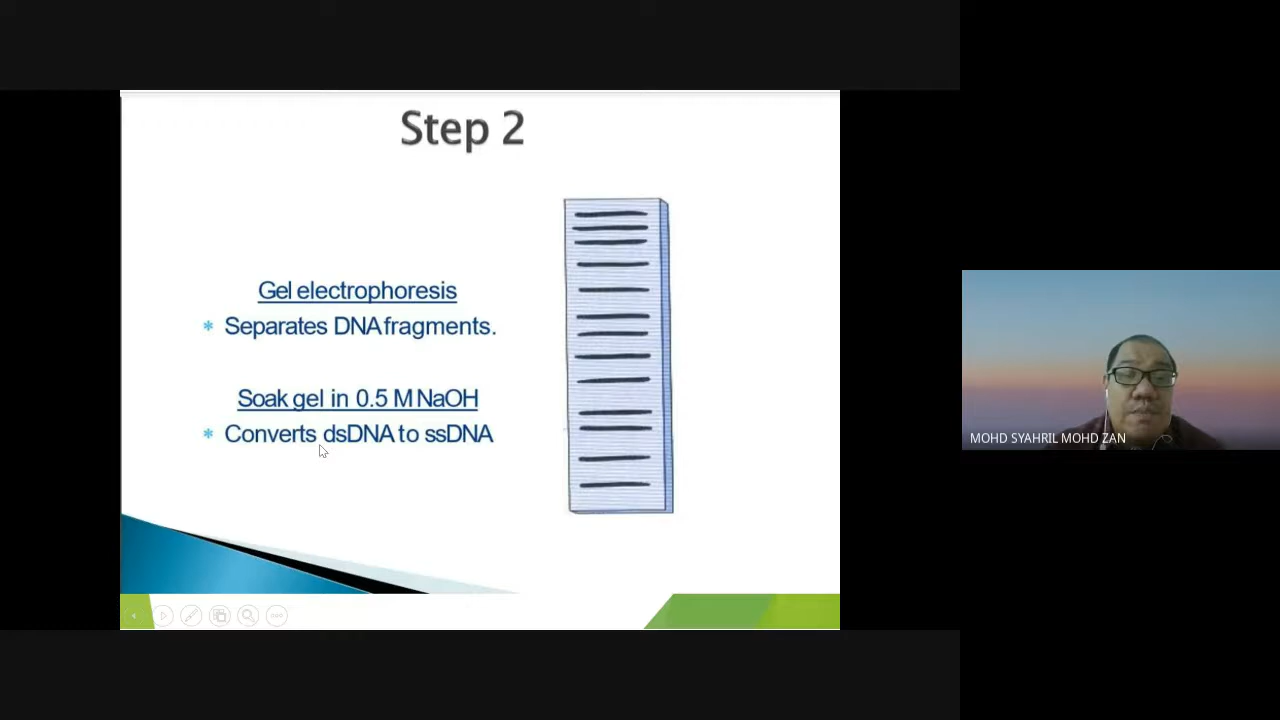 Step 2
Gel electrophoresis
* Separates DNA fragments.
Soak gel in 0.5 M NaOH
* Converts dsDNA to ssDNA
MOHD SYAHRIL MOHD ZAN